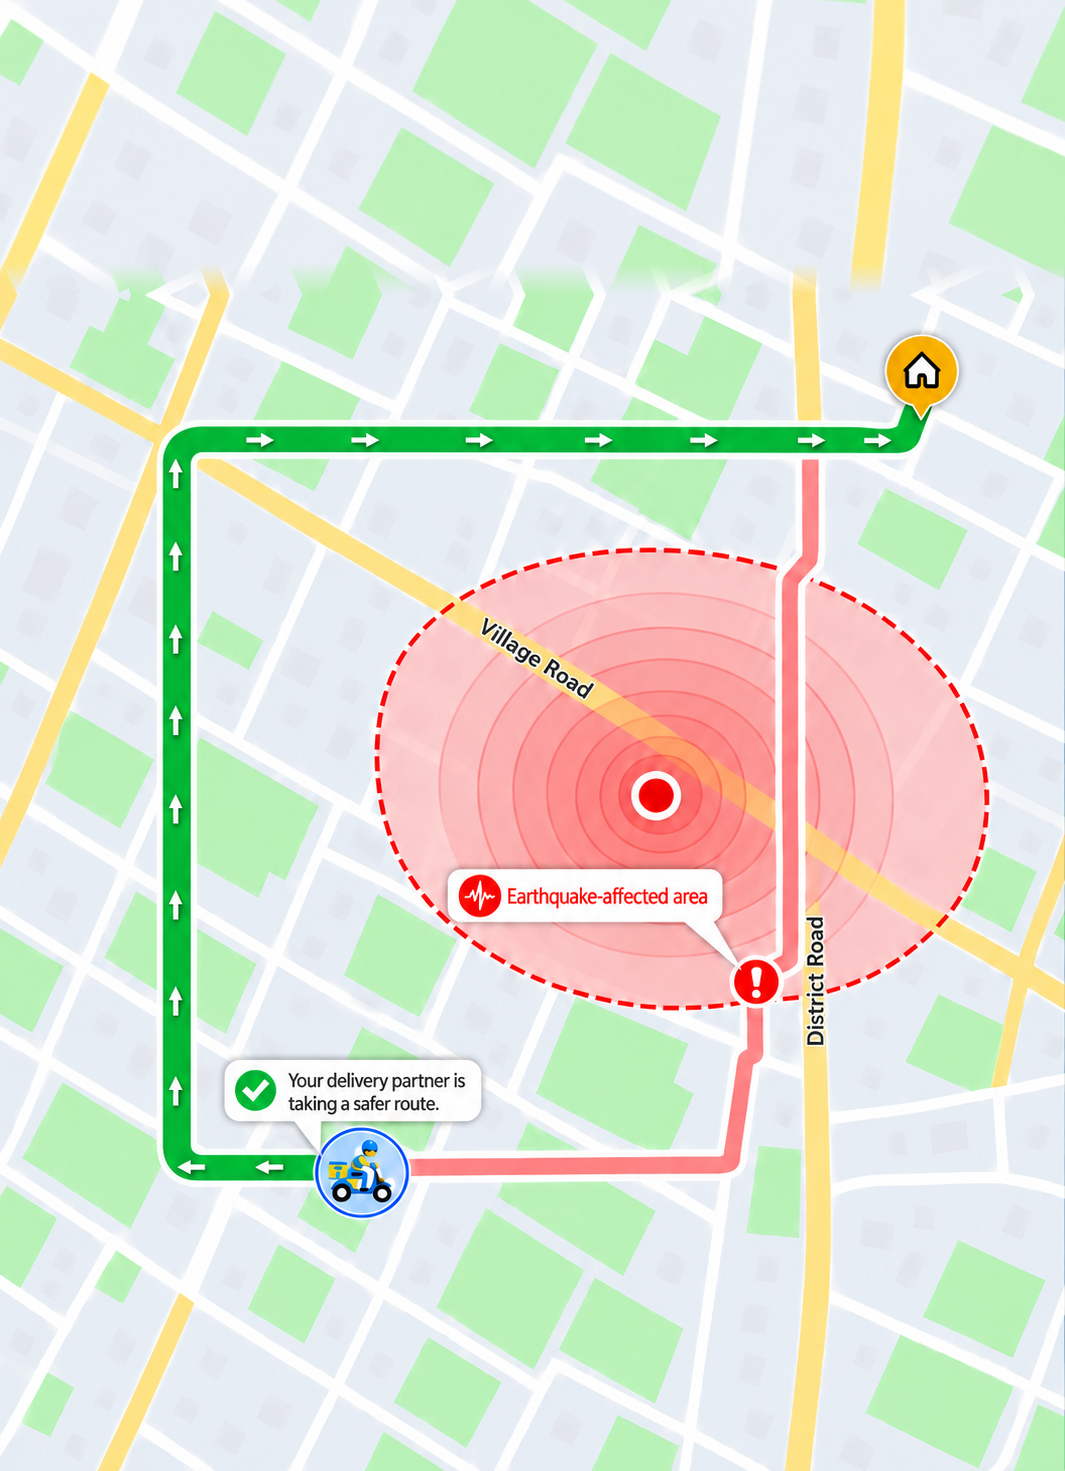 Village Road
Earthquake-affected area
District Road
Your delivery partner is
taking a safer route.